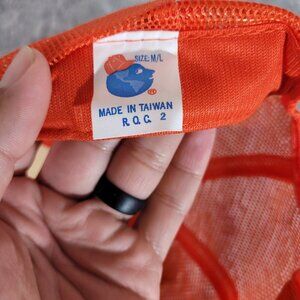 SIZE: M/L
®
MADE IN TAIWAN
R.O.C. 2